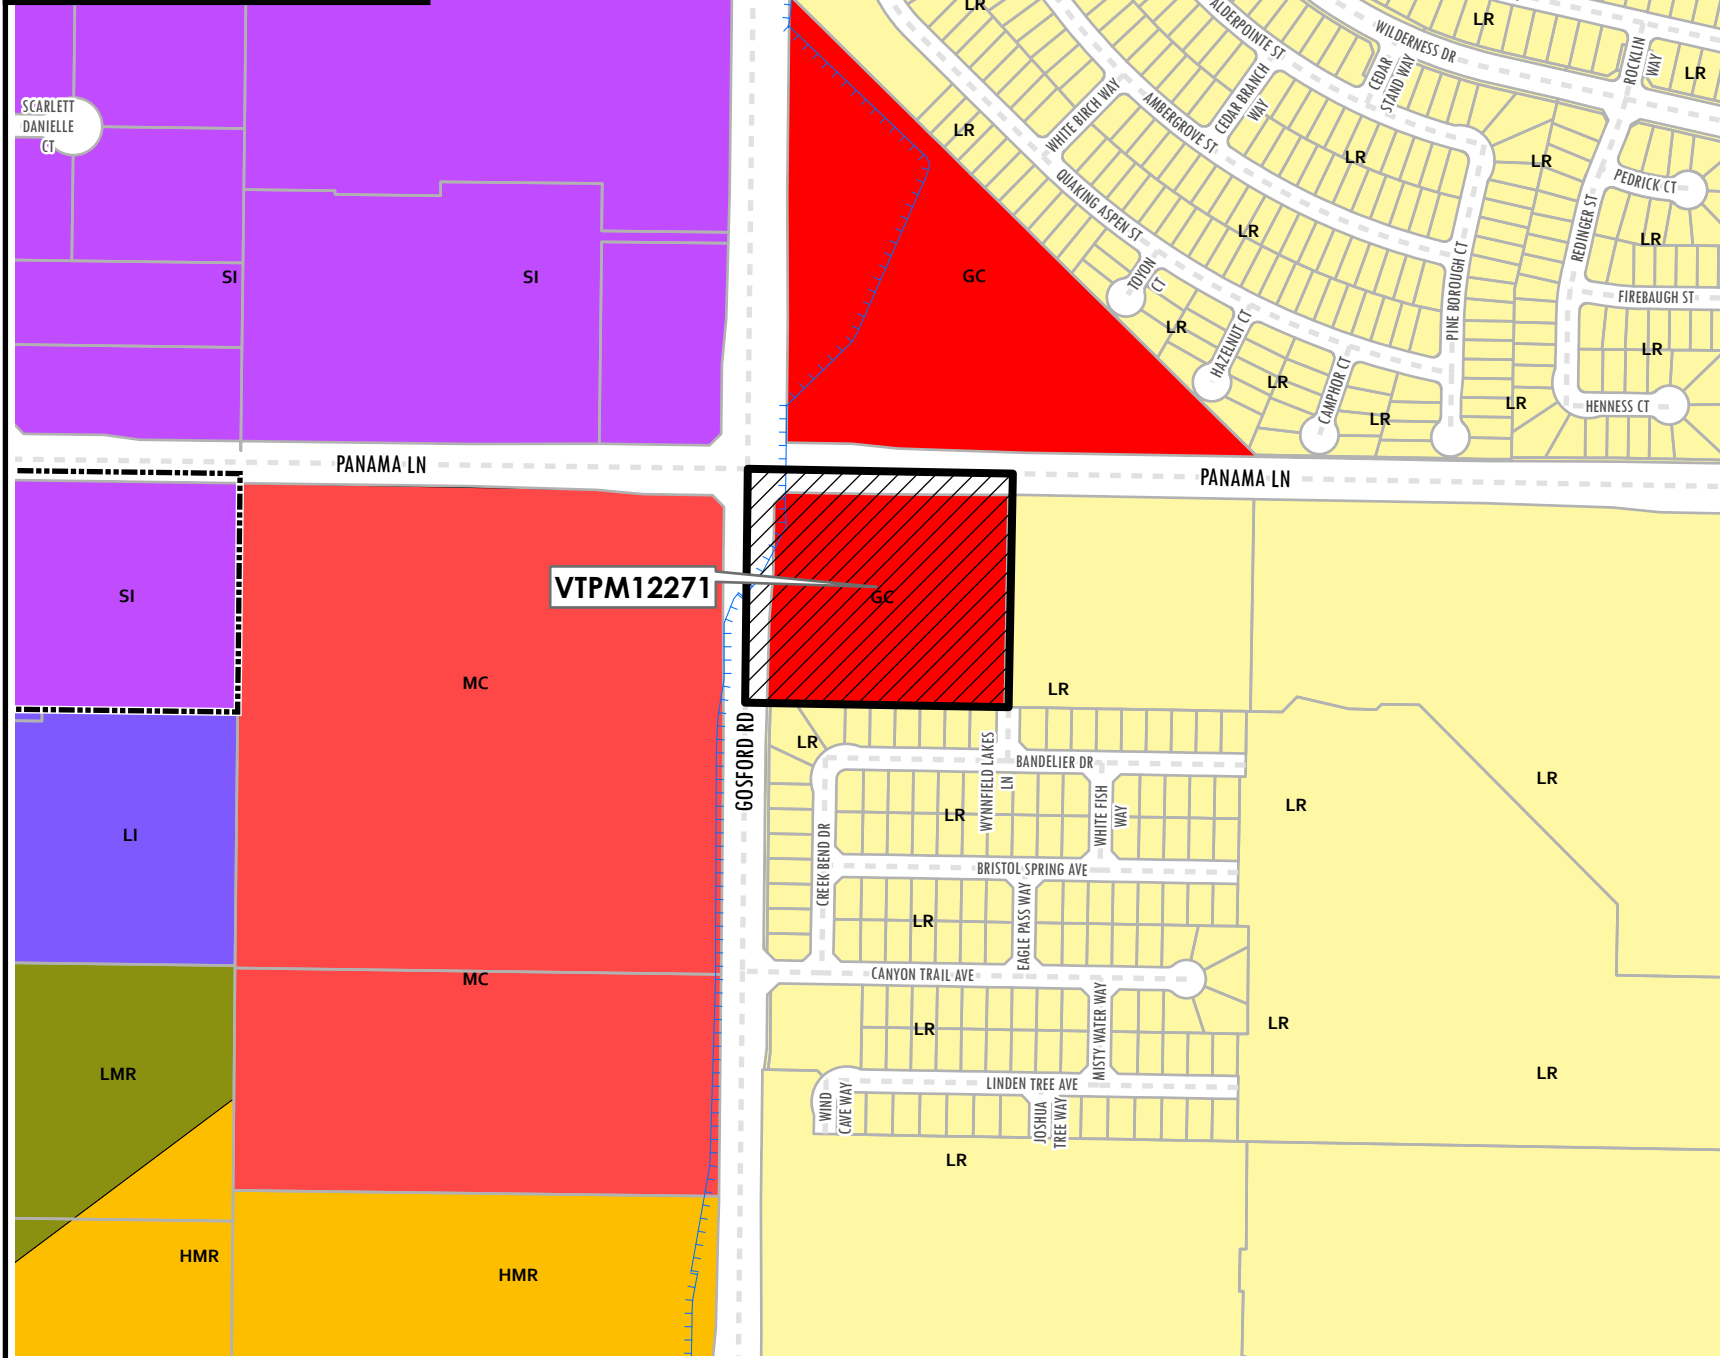 LR
LR
ALDERPOINTE ST
WILDERNESS DR
ROCKLIN
WAY
LR
CEDAR
STAND WAY
CEDAR BRANCH
WAY
WHITE BIRCH WAY
AMBERGROVE ST
SCARLETT
DANIELLE
CT
LR
LR
LR
PEDRICK CT
QUAKING ASPEN ST
REDINGER ST
LR
LR
SI
SI
GC
TOYON
CT
PINE BOROUGH CT
FIREBAUGH ST
LR
HAZELNUT CT
LR
LR
CAMPHOR CT
LR
LR
HENNESS CT
PANAMA LN
PANAMA LN
SI
VTPM12271
GC
MC
LR
GOSFORD RD
LR
WYNNFIELD LAKES
LN
BANDELIER DR
LR
LR
LR
WHITE FISH
WAY
LI
CREEK BEND DR
BRISTOL SPRING AVE
EAGLE PASS WAY
LR
MC
CANYON TRAIL AVE
MISTY WATER WAY
LR
LR
LMR
LR
LINDEN TREE AVE
WIND
CAVE WAY
JOSHUA
TREE WAY
LR
HMR
HMR